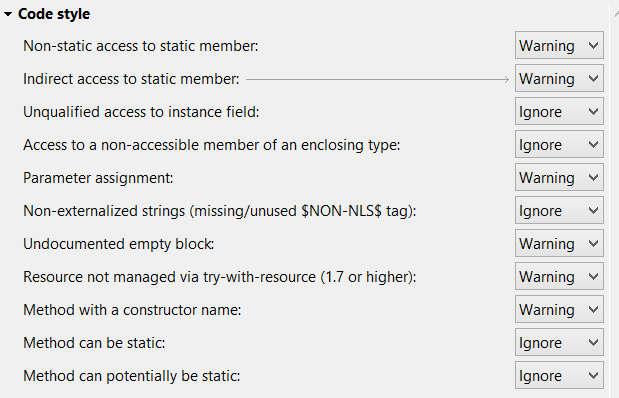 Code style
Non-static access to static member: Warning
Indirect access to static member: Warning
Unqualified access to instance field: Ignore
Access to a non-accessible member of an enclosing type: Ignore
Parameter assignment: Warning
Non-externalized strings (missing/unused $NON-NLS$ tag): Ignore
Undocumented empty block: Warning
Resource not managed via try-with-resource (1.7 or higher): Warning
Method with a constructor name: Warning
Method can be static: Ignore
Method can potentially be static: Ignore